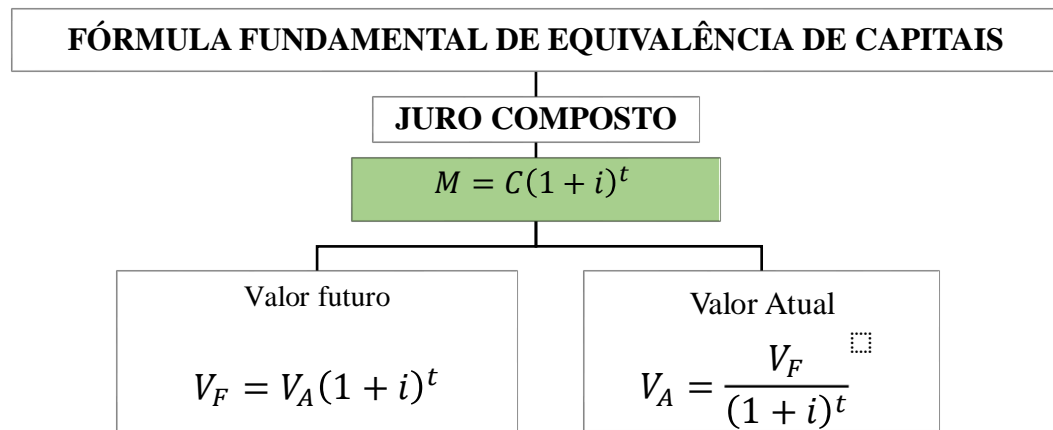 FÓRMULA FUNDAMENTAL DE EQUIVALÊNCIA DE CAPITAIS
JURO COMPOSTO
M = C(1 + i)^t
Valor futuro
V_F = V_A(1 + i)^t
Valor Atual
V_A = V_F / (1 + i)^t